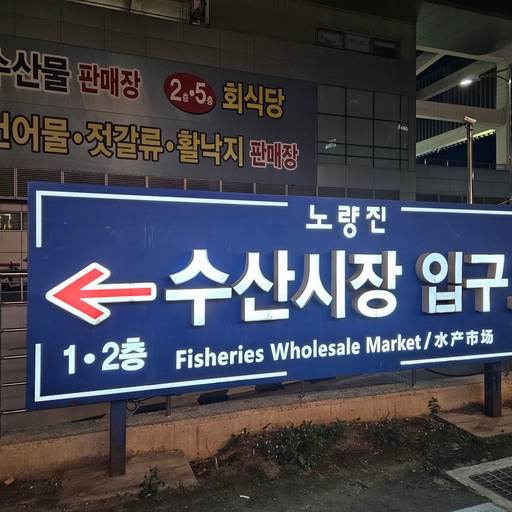 수산물 판매장 2층•5층 회식당
건어물•젓갈류•활낙지 판매장
노량진
수산시장 입구
1•2층 Fisheries Wholesale Market/水产市场